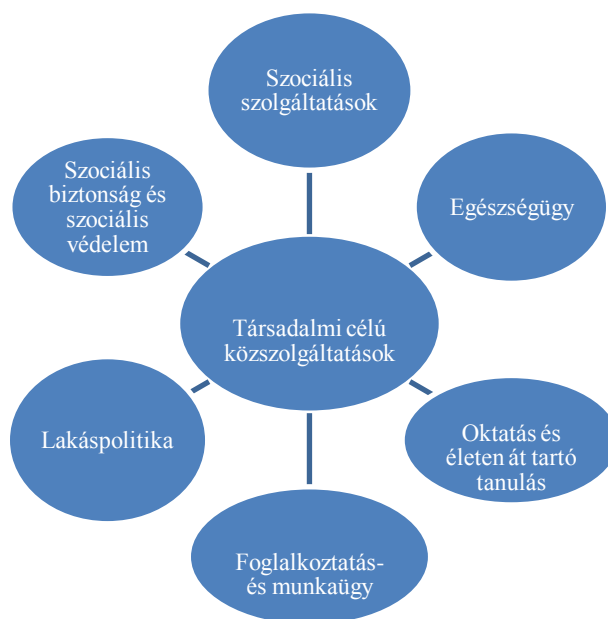 Szociális
szolgáltatások
Szociális
biztonság és
szociális
védelem
Egészségügy
Társadalmi célú
közszolgáltatások
Lakáspolitika
Oktatás és
életen át tartó
tanulás
Foglalkoztatás-
és munkaügy